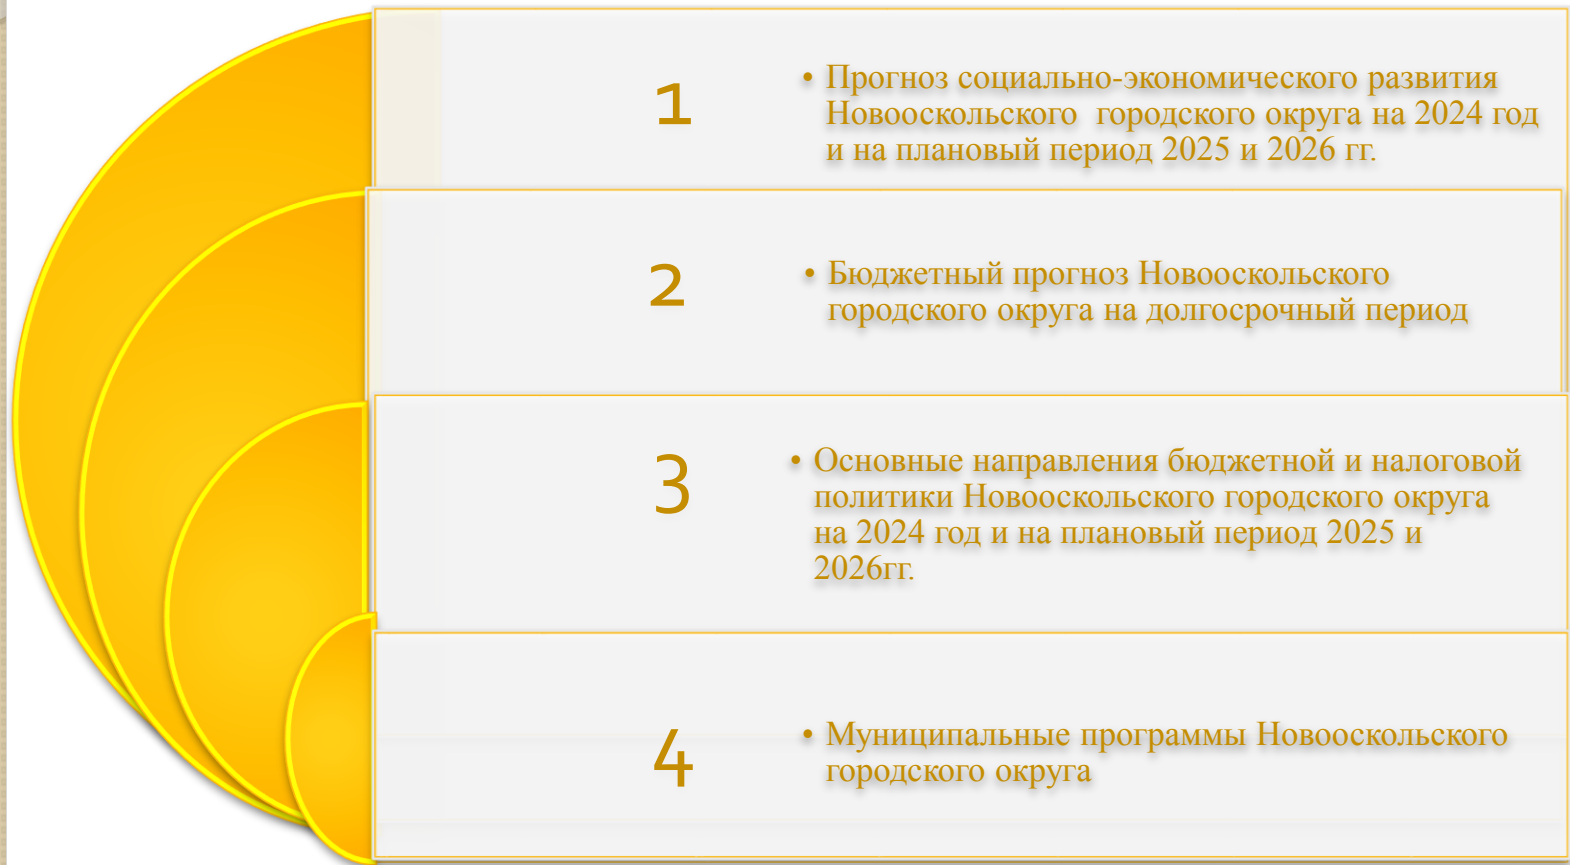 1
• Прогноз социально-экономического развития
Новооскольского городского округа на 2024 год
и на плановый период 2025 и 2026 гг.
2
• Бюджетный прогноз Новооскольского
городского округа на долгосрочный период
3
• Основные направления бюджетной и налоговой
политики Новооскольского городского округа
на 2024 год и на плановый период 2025 и
2026гг.
4
• Муниципальные программы Новооскольского
городского округа